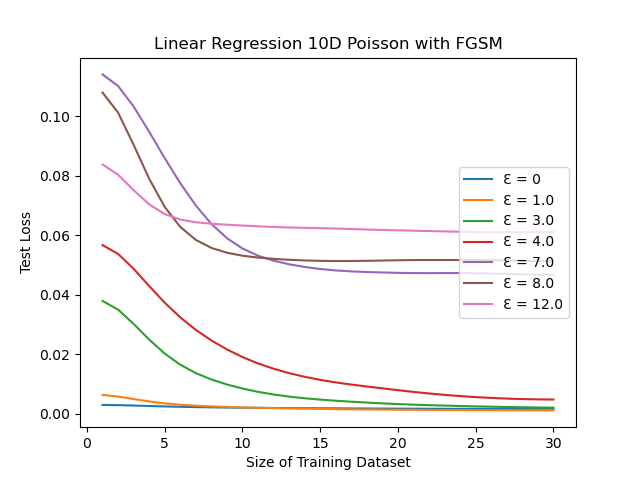 Linear Regression 10D Poisson with FGSM
Test Loss
0.10
0.08
0.06
0.04
0.02
0.00
ℇ = 0
ℇ = 1.0
ℇ = 3.0
ℇ = 4.0
ℇ = 7.0
ℇ = 8.0
ℇ = 12.0
0 5 10 15 20 25 30
Size of Training Dataset